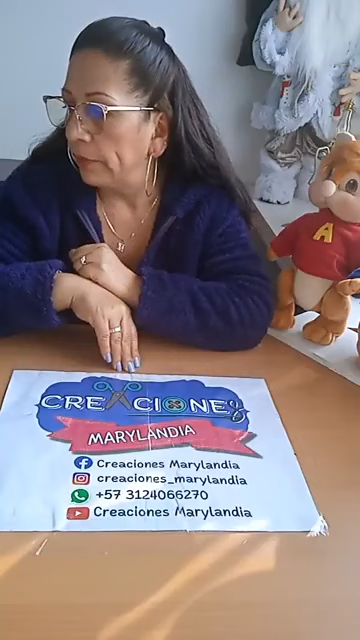 A
CREACIONES
MARYLANDIA
Creaciones Marylandia
creaciones_marylandia
+57 3124066270
Creaciones Marylandia